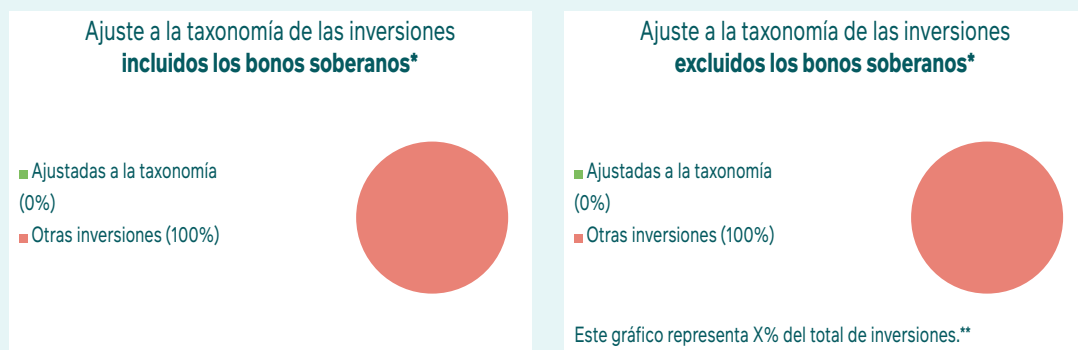 Ajuste a la taxonomía de las inversiones
incluidos los bonos soberanos*
Ajustadas a la taxonomía
(0%)
Otras inversiones (100%)
Ajuste a la taxonomía de las inversiones
excluidos los bonos soberanos*
Ajustadas a la taxonomía
(0%)
Otras inversiones (100%)
Este gráfico representa X% del total de inversiones.**